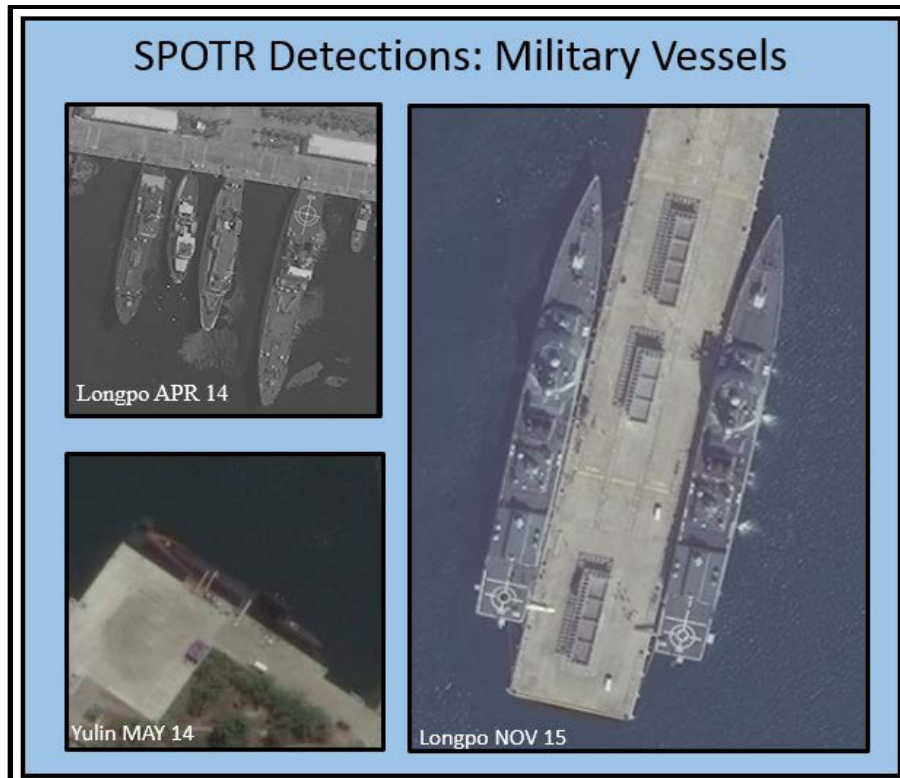 SPOTR Detections: Military Vessels
Longpo APR 14
Yulin MAY 14
Longpo NOV 15